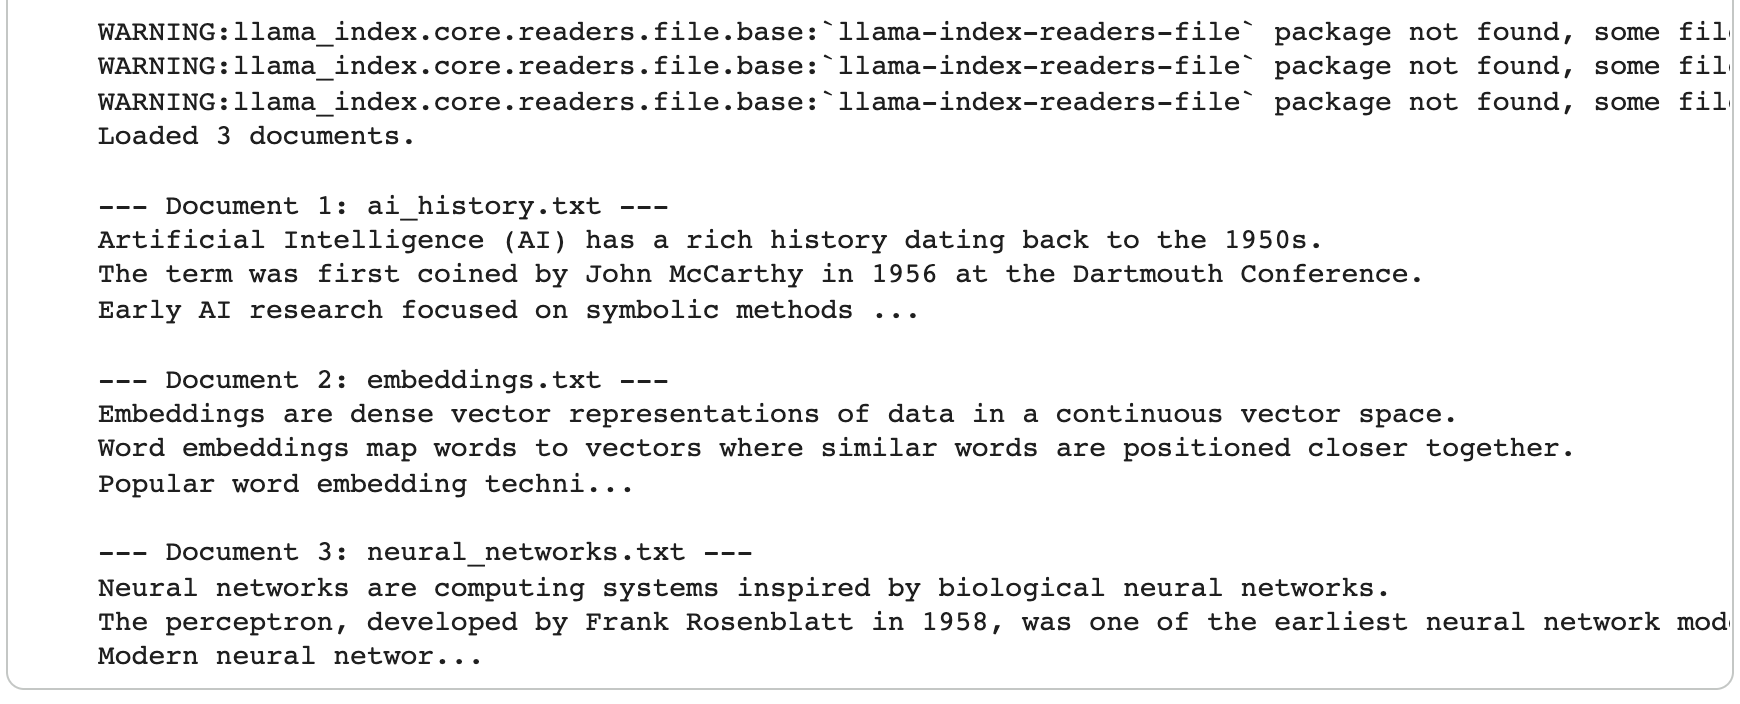 WARNING:llama_index.core.readers.file.base:`llama-index-readers-file` package not found, some
WARNING:llama_index.core.readers.file.base:`llama-index-readers-file` package not found, some
WARNING:llama_index.core.readers.file.base:`llama-index-readers-file` package not found, some
Loaded 3 documents.
--- Document 1: ai_history.txt ---
Artificial Intelligence (AI) has a rich history dating back to the 1950s.
The term was first coined by John McCarthy in 1956 at the Dartmouth Conference.
Early AI research focused on symbolic methods ...
--- Document 2: embeddings.txt ---
Embeddings are dense vector representations of data in a continuous vector space.
Word embeddings map words to vectors where similar words are positioned closer together.
Popular word embedding techni...
--- Document 3: neural_networks.txt ---
Neural networks are computing systems inspired by biological neural networks.
The perceptron, developed by Frank Rosenblatt in 1958, was one of the earliest neural network
Modern neural networ...